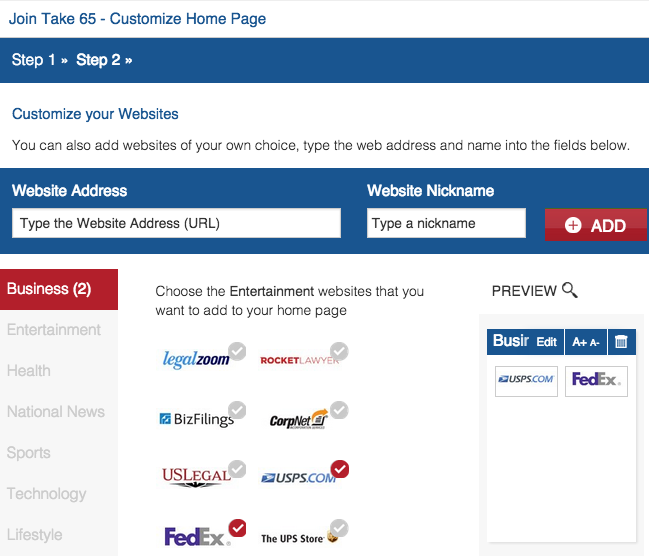 Join Take 65 - Customize Home Page
Step 1 » Step 2 »
Customize your Websites
You can also add websites of your own choice, type the web address and name into the fields below.
Website Address
Website Nickname
Type the Website Address (URL)
Type a nickname
ADD
Business (2)
Entertainment
Health
National News
Sports
Technology
Lifestyle
Choose the Entertainment websites that you
want to add to your home page
legalzoom
ROCKETLAWYER
BizFilings
CorpNet
USLEGAL
USPS.COM
FedEx®
The UPS Store
PREVIEW
Busir Edit A+ A-
USPS.COM
FedEx®